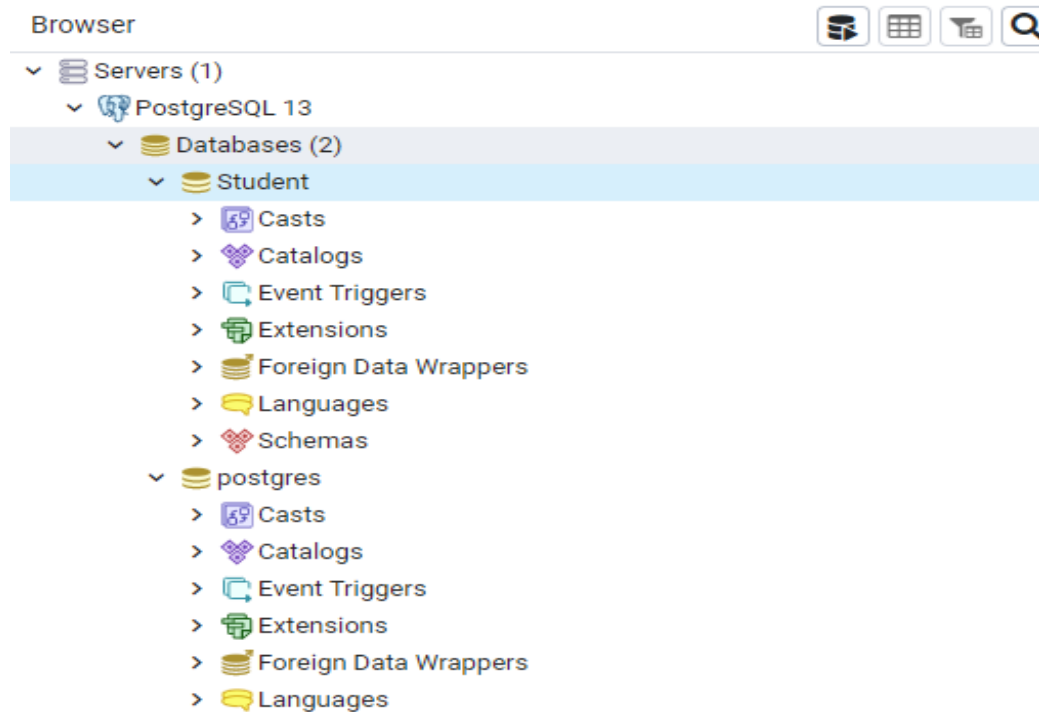 Browser
Servers (1)
PostgreSQL 13
Databases (2)
Student
Casts
Catalogs
Event Triggers
Extensions
Foreign Data Wrappers
Languages
Schemas
postgres
Casts
Catalogs
Event Triggers
Extensions
Foreign Data Wrappers
Languages